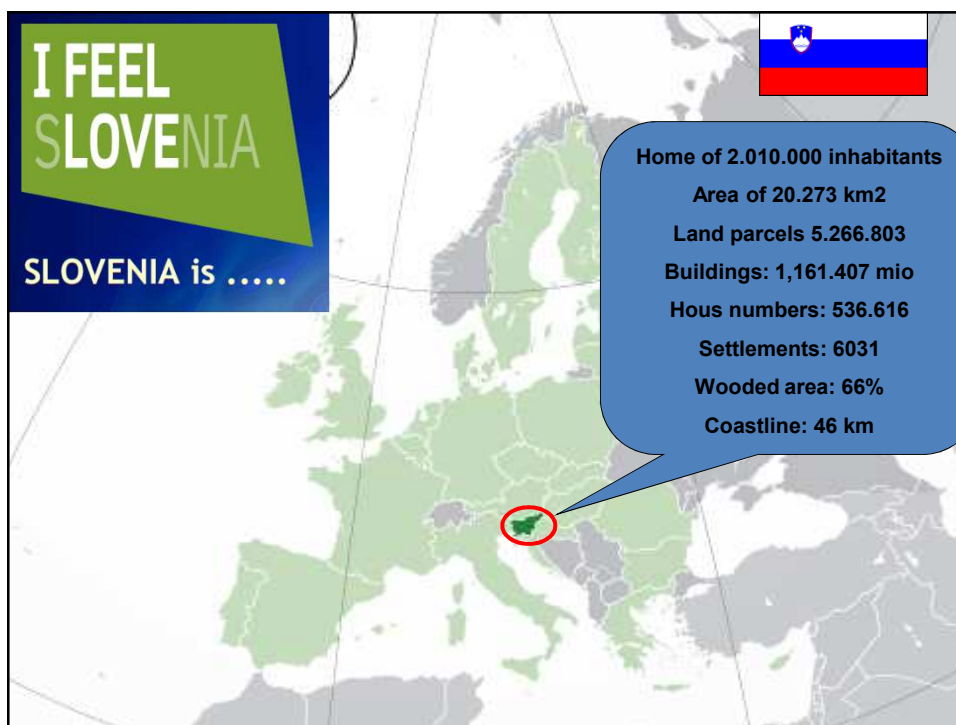 I FEEL
SLOVENIA
SLOVENIA is .....
Home of 2.010.000 inhabitants
Area of 20.273 km2
Land parcels 5.266.803
Buildings: 1,161.407 mio
Hous numbers: 536.616
Settlements: 6031
Wooded area: 66%
Coastline: 46 km